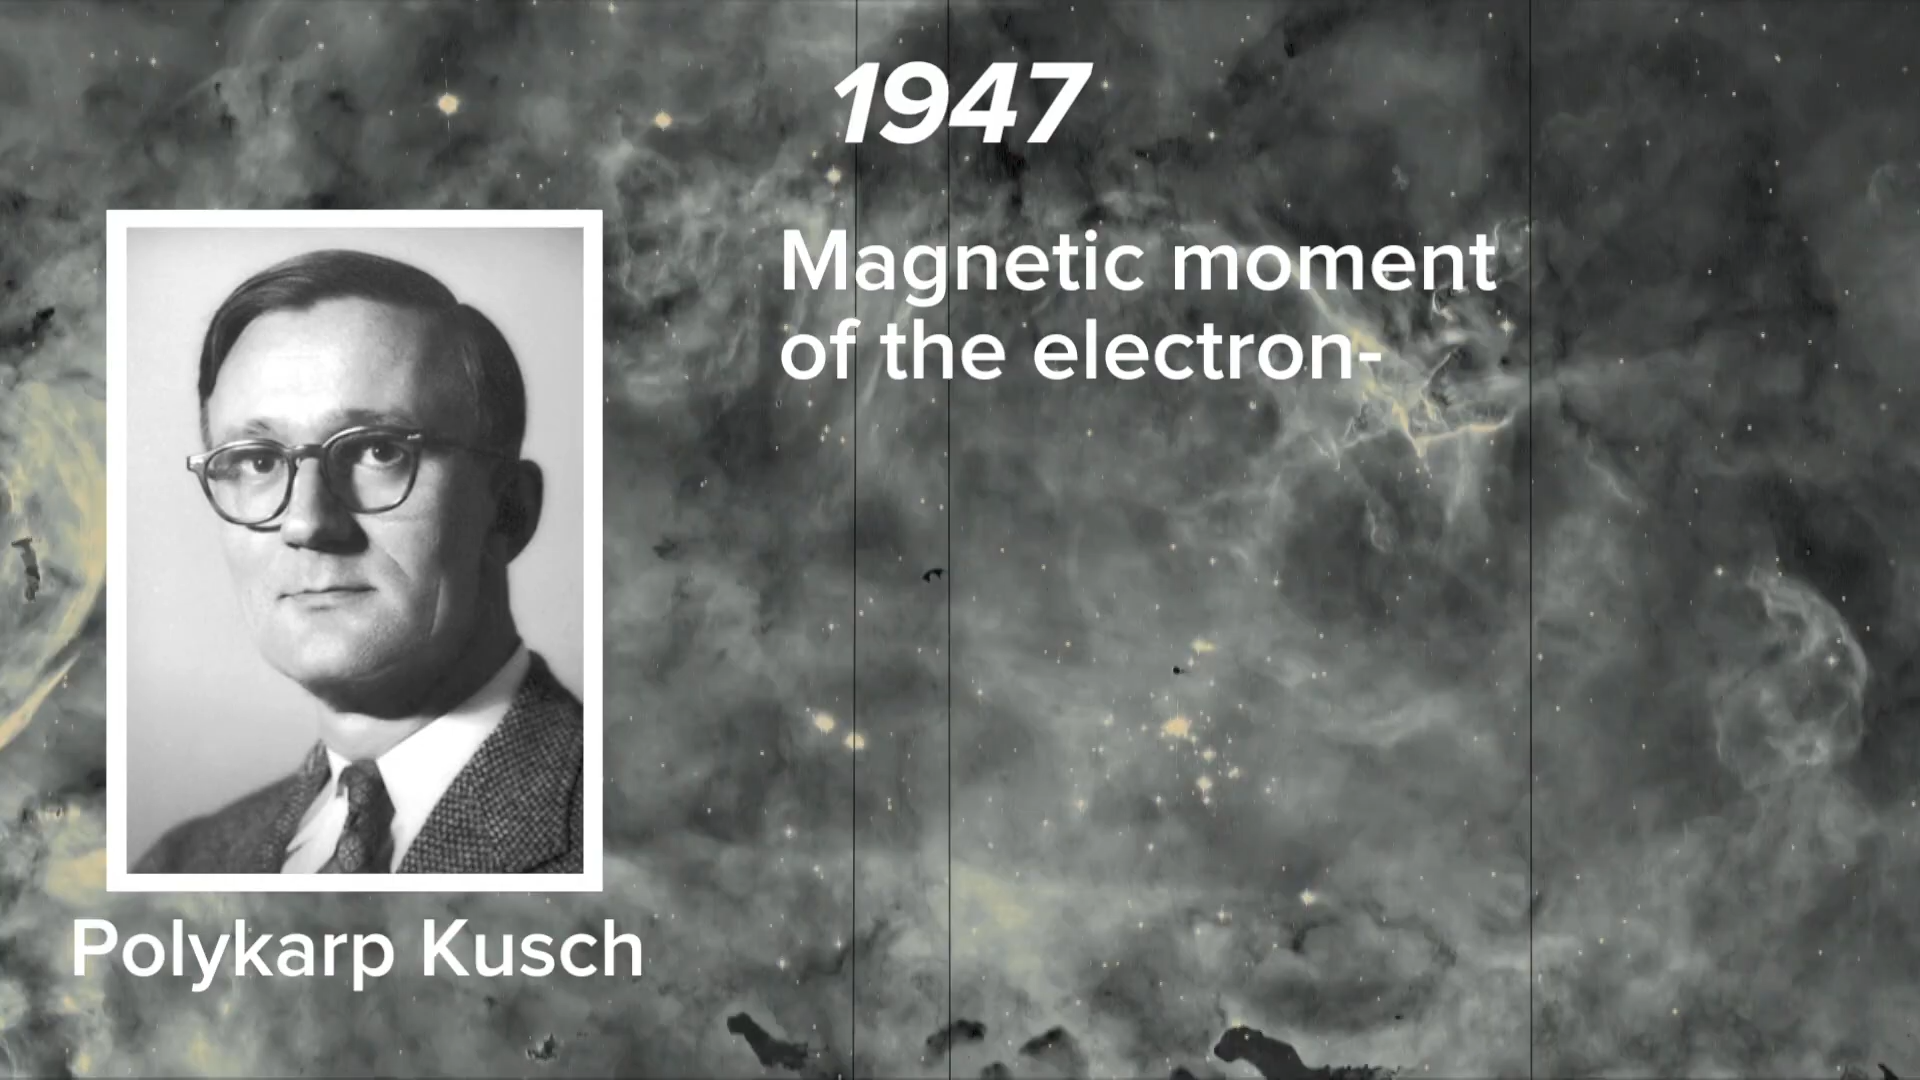 1947
Magnetic moment
of the electron-
Polykarp Kusch